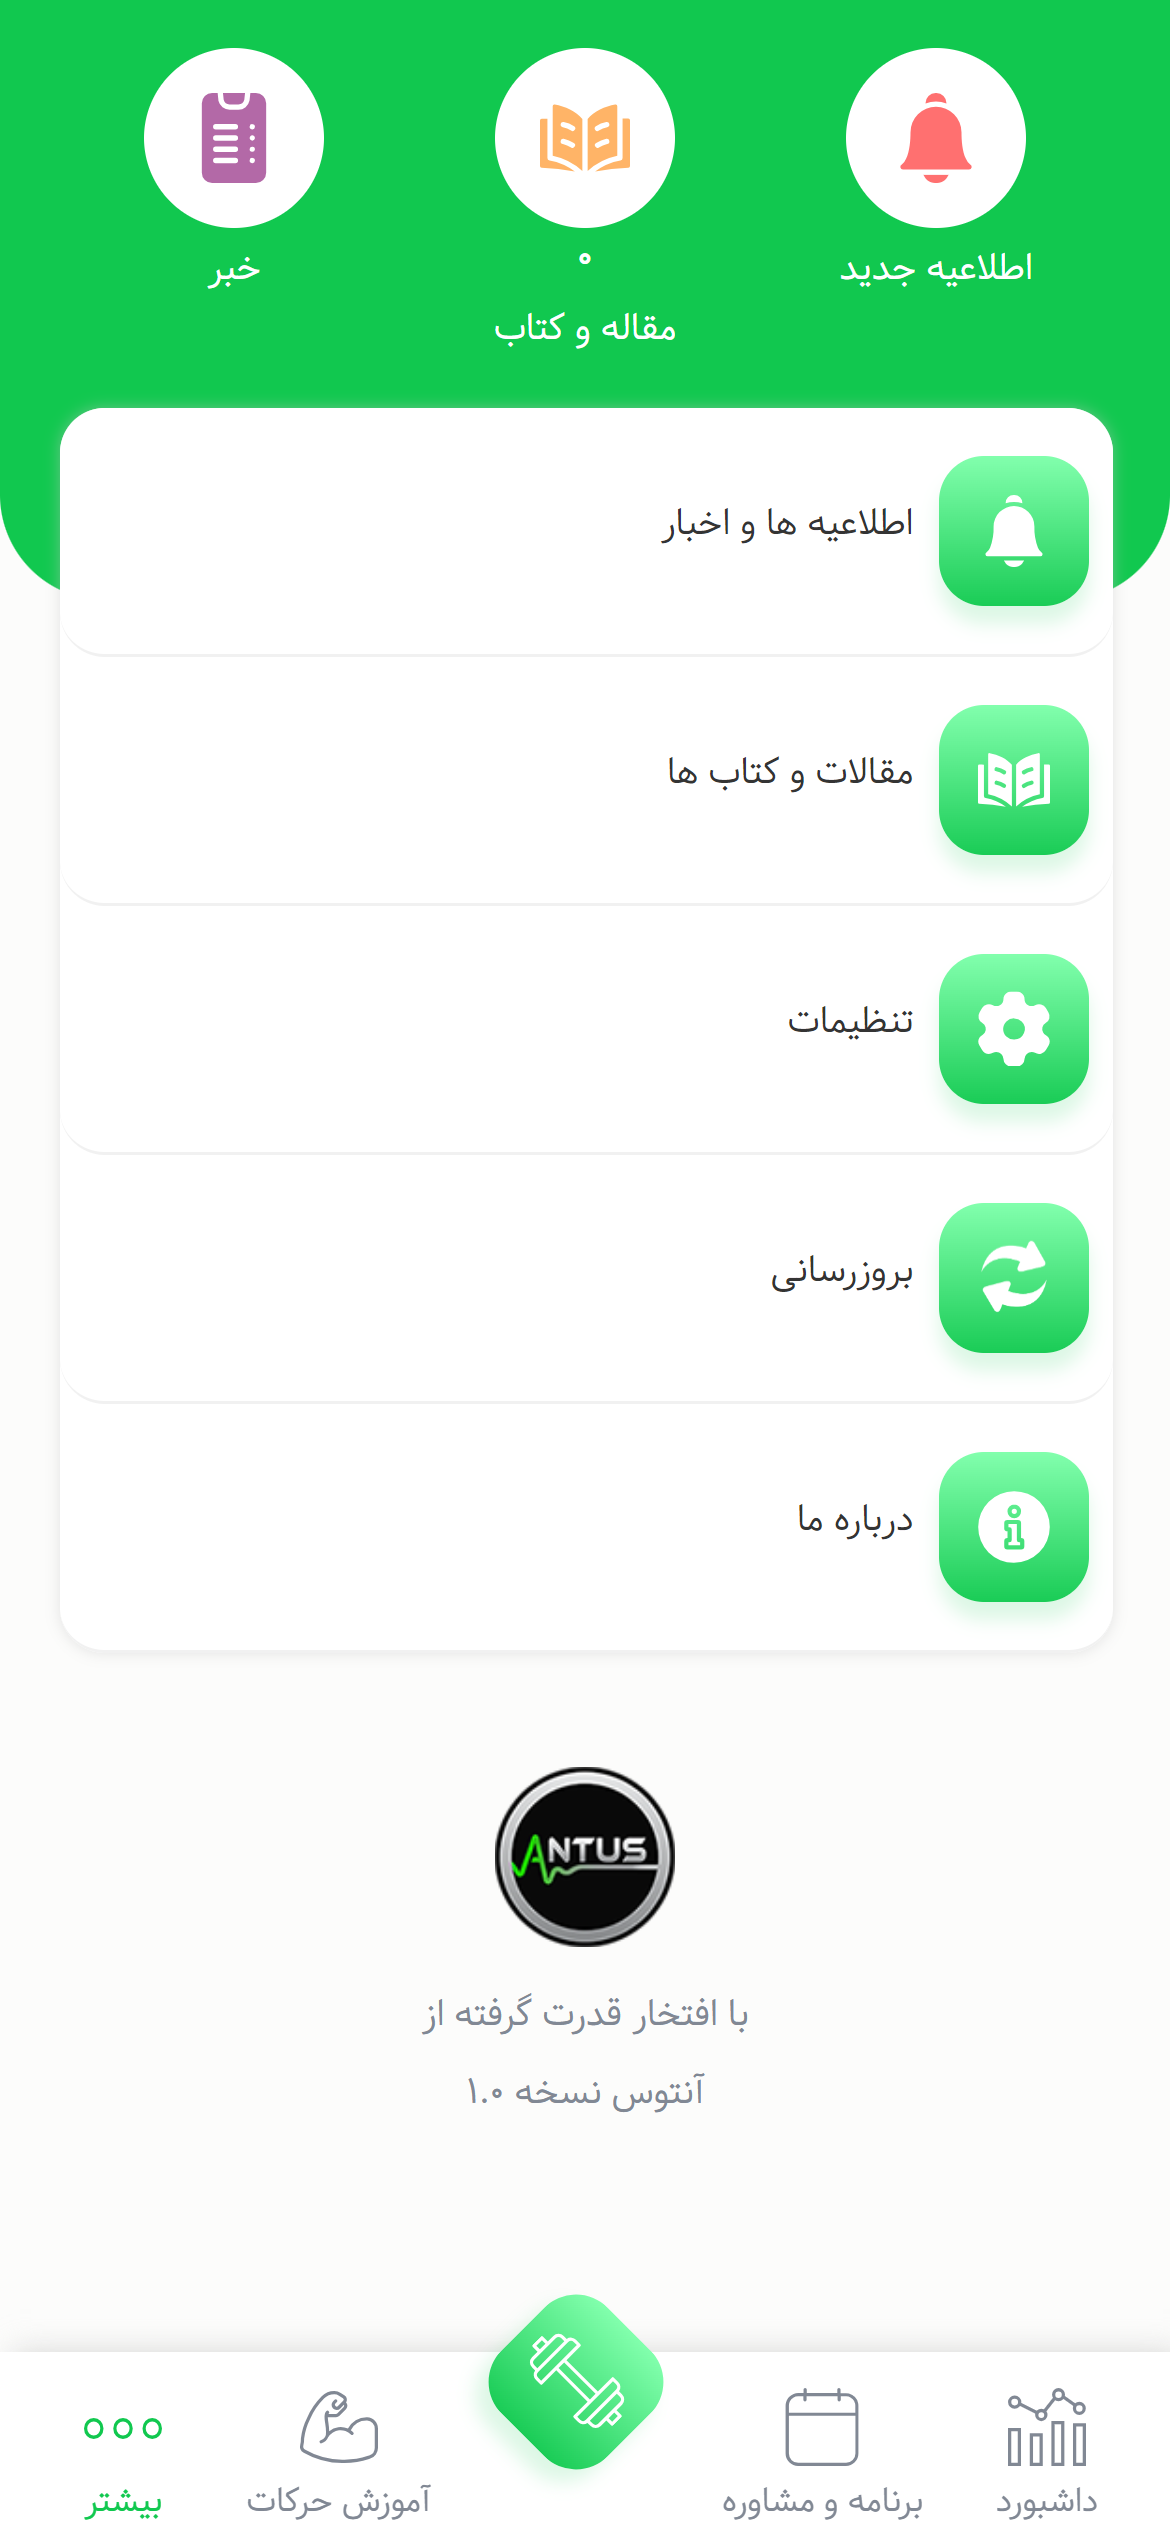 اطلاعیه جدید
۰
مقاله و کتاب
خبر
اطلاعیه ها و اخبار
مقالات و کتاب ها
تنظیمات
بروزرسانی
درباره ما
ANTUS
با افتخار قدرت گرفته از
آنتوس نسخه ۱.۰
داشبورد
برنامه و مشاوره
آموزش حرکات
بیشتر